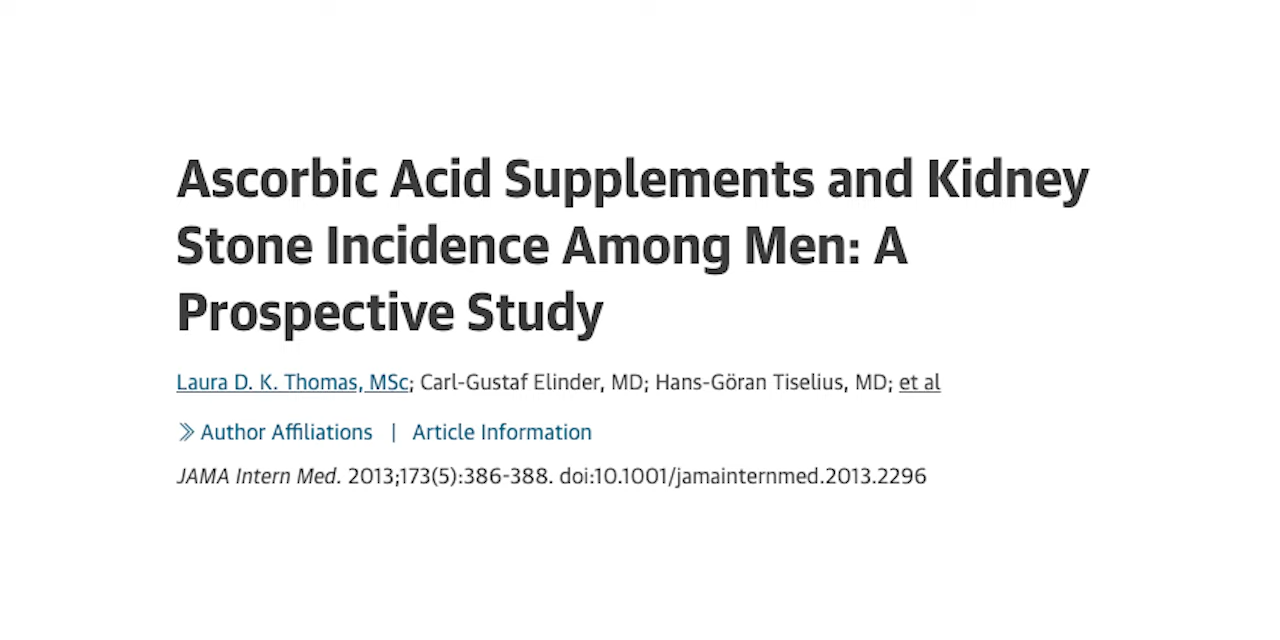 Ascorbic Acid Supplements and Kidney
Stone Incidence Among Men: A
Prospective Study
Laura D. K. Thomas, MSc; Carl-Gustaf Elinder, MD; Hans-Göran Tiselius, MD; et al
≫ Author Affiliations | Article Information
JAMA Intern Med. 2013;173(5):386-388. doi:10.1001/jamainternmed.2013.2296